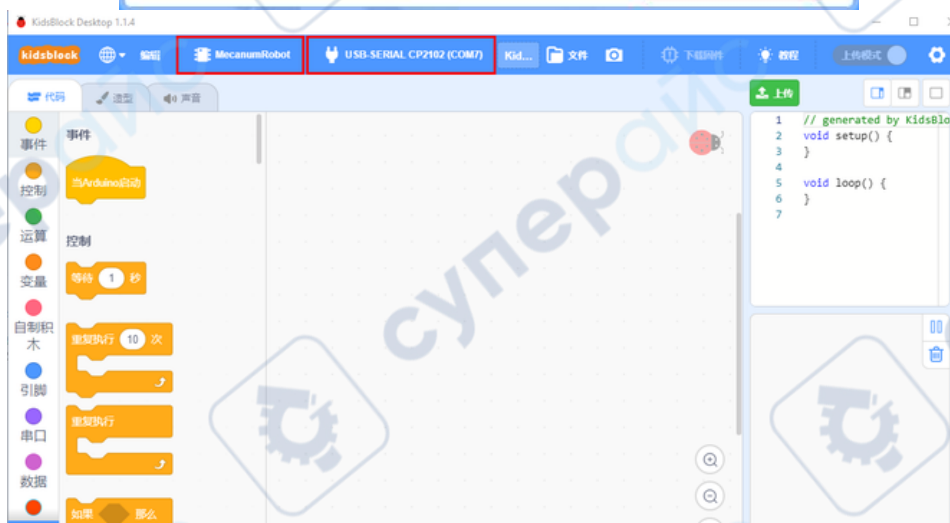 KidsBlock Desktop 1.1.4
kidsblock 编辑 MecanumRobot USB-SERIAL CP2102 (COM7) Kid... 文件 下载固件 教程 上传模式
代码 造型 声音 上传
事件
控制
运算
变量
自制积
木
引脚
串口
数据
事件
当Arduino启动
控制
等待 1 秒
重复执行 10 次
重复执行
如果 那么
1 // generated by KidsBlo
2 void setup() {
3 }
4
5 void loop() {
6 }
7
суперайс